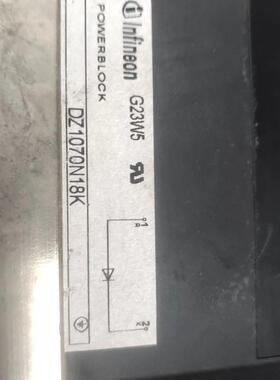 infineon G23W5
POWERBLOCK
DZ1070N18K
1
A
2
K